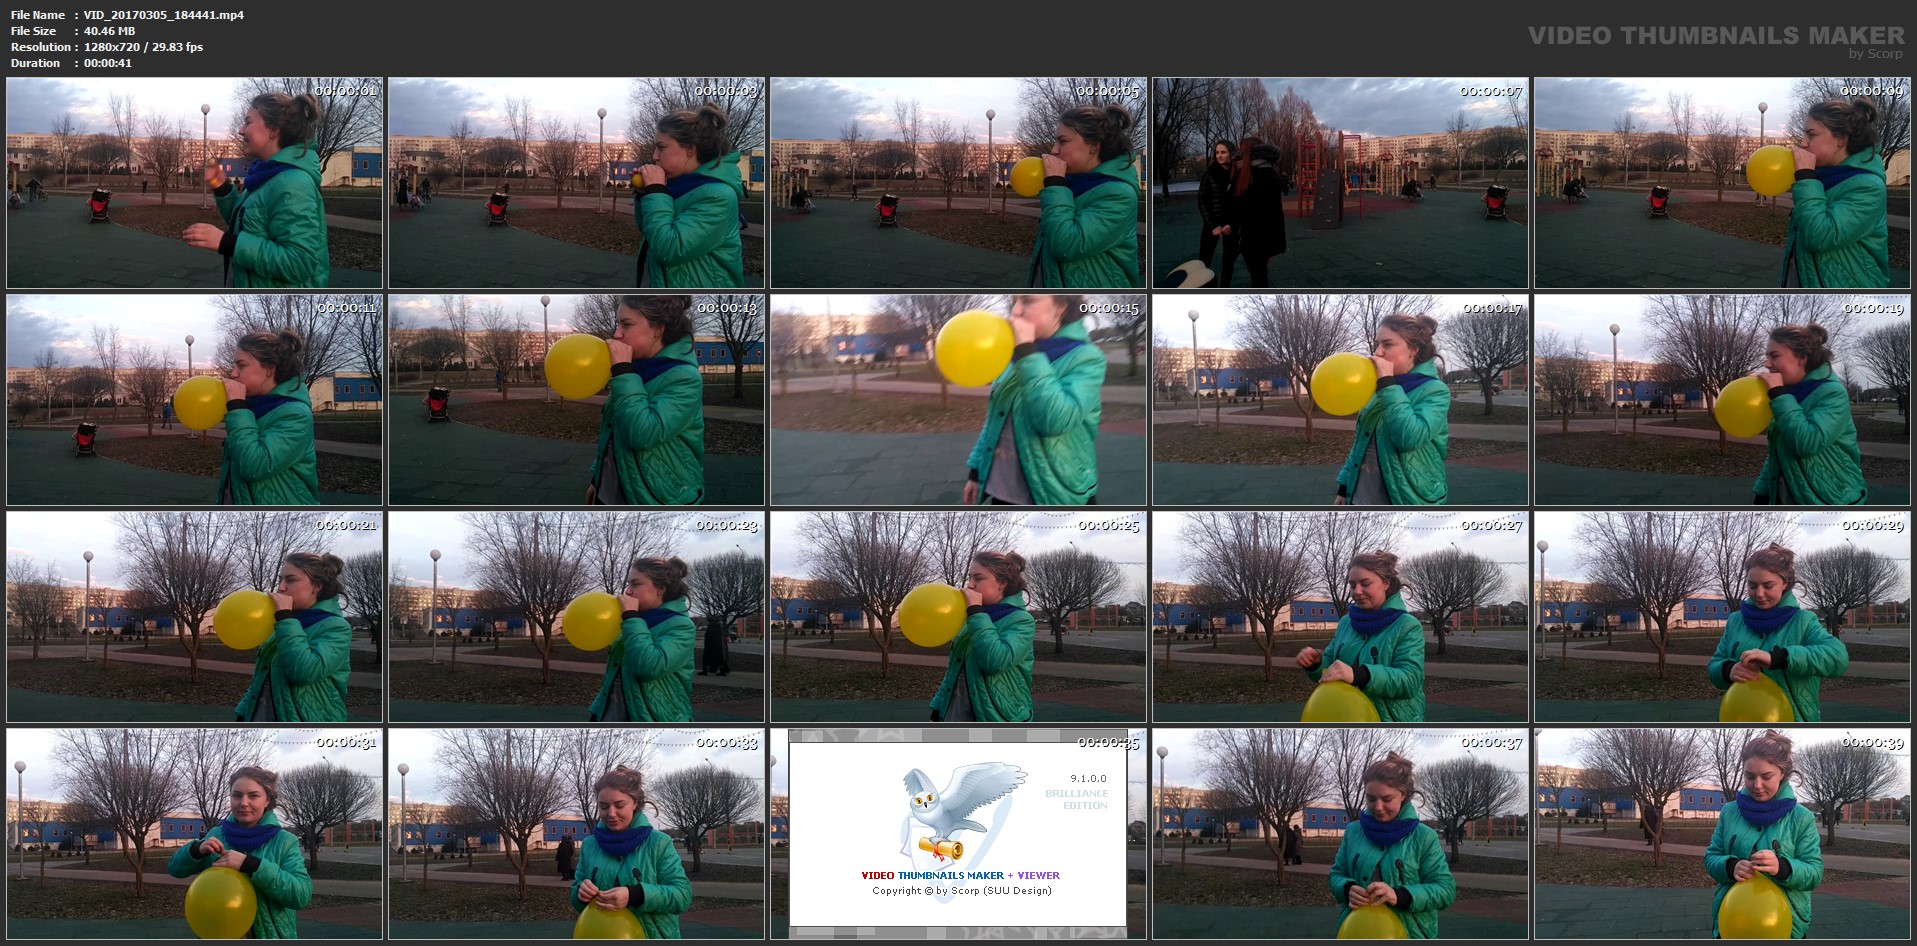 File Name : VID_20170305_184441.mp4
File Size : 40.46 MB
Resolution : 1280x720 / 29.83 fps
Duration : 00:00:41
VIDEO THUMBNAILS MAKER
by Scorp
00:00:01
00:00:03
00:00:05
00:00:07
00:00:09
00:00:11
00:00:13
00:00:15
00:00:17
00:00:19
00:00:21
00:00:23
00:00:25
00:00:27
00:00:29
00:00:31
00:00:33
00:00:35
9.1.0.0
BRILLIANCE
EDITION
VIDEO THUMBNAILS MAKER + VIEWER
Copyright © by Scorp (SUU Design)
00:00:37
00:00:39